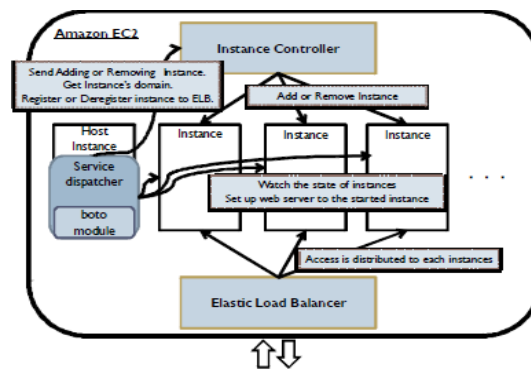 Amazon EC2
Instance Controller
Send Adding or Removing Instance.
Get Instance's domain.
Register or Deregister instance to ELB.
Add or Remove Instance
Host
Instance
Instance
Instance
Instance
Service
dispatcher
boto
module
Watch the state of instances
Set up web server to the started instance
. . .
Access is distributed to each instances
Elastic Load Balancer